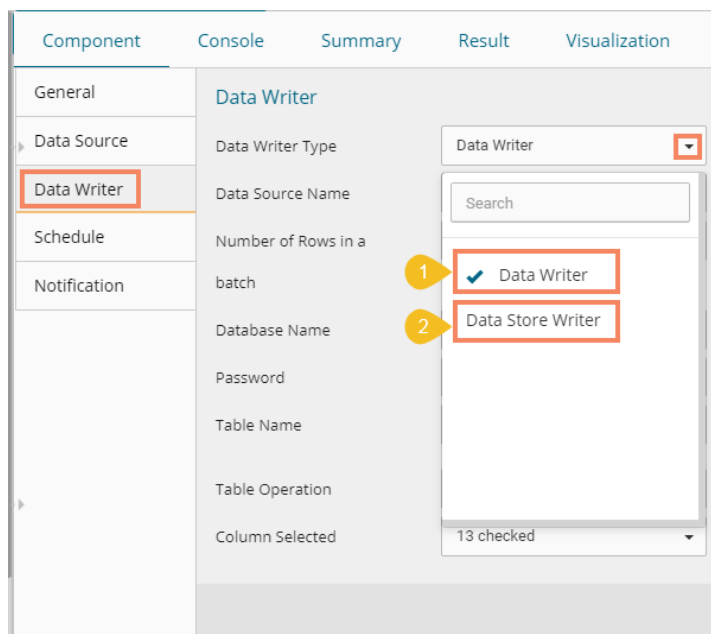 Component Console Summary Result Visualization
General
Data Source
Data Writer
Schedule
Notification
Data Writer
Data Writer Type Data Writer
Data Source Name
Search
Number of Rows in a
batch
1 Data Writer
2 Data Store Writer
Database Name
Password
Table Name
Table Operation
Column Selected 13 checked